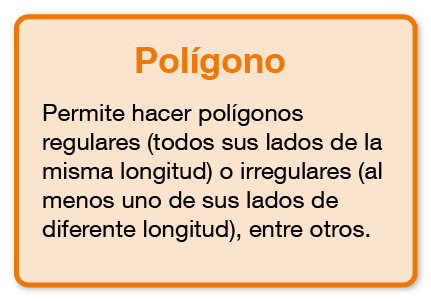 Polígono
Permite hacer polígonos
regulares (todos sus lados de la
misma longitud) o irregulares (al
menos uno de sus lados de
diferente longitud), entre otros.